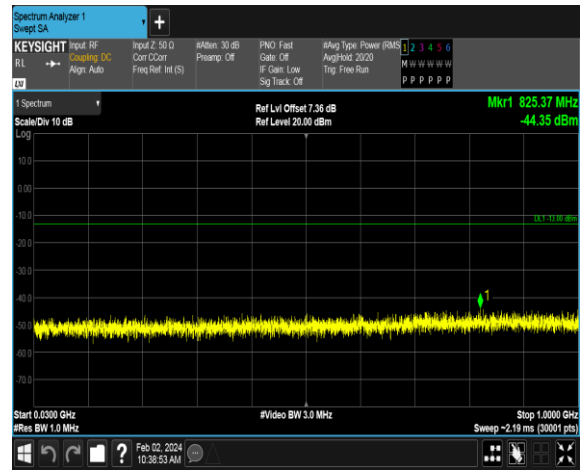 Spectrum Analyzer 1
Swept SA
+
KEYSIGHT Input: RF Input Z: 50 Ω #Atten: 30 dB PNO: Fast #Avg Type: Power (RMS 1 2 3 4 5 6
RL Coupling: DC Corr CCorr Preamp: Off Gate: Off Avg|Hold: 20/20 M W W W W W
Align: Auto Freq Ref: Int (S) IF Gain: Low Trig: Free Run
LXI Sig Track: Off P P P P P P
1 Spectrum Ref Lvl Offset 7.36 dB Mkr1 825.37 MHz
Scale/Div 10 dB Ref Level 20.00 dBm -44.35 dBm
Log
10.0
0.00
-10.0 DL1 -13.00 dBm
-20.0
-30.0
-40.0 1
-50.0
-60.0
-70.0
Start 0.0300 GHz #Video BW 3.0 MHz Stop 1.0000 GHz
#Res BW 1.0 MHz Sweep ~2.19 ms (30001 pts)
? Feb 02, 2024
10:38:53 AM